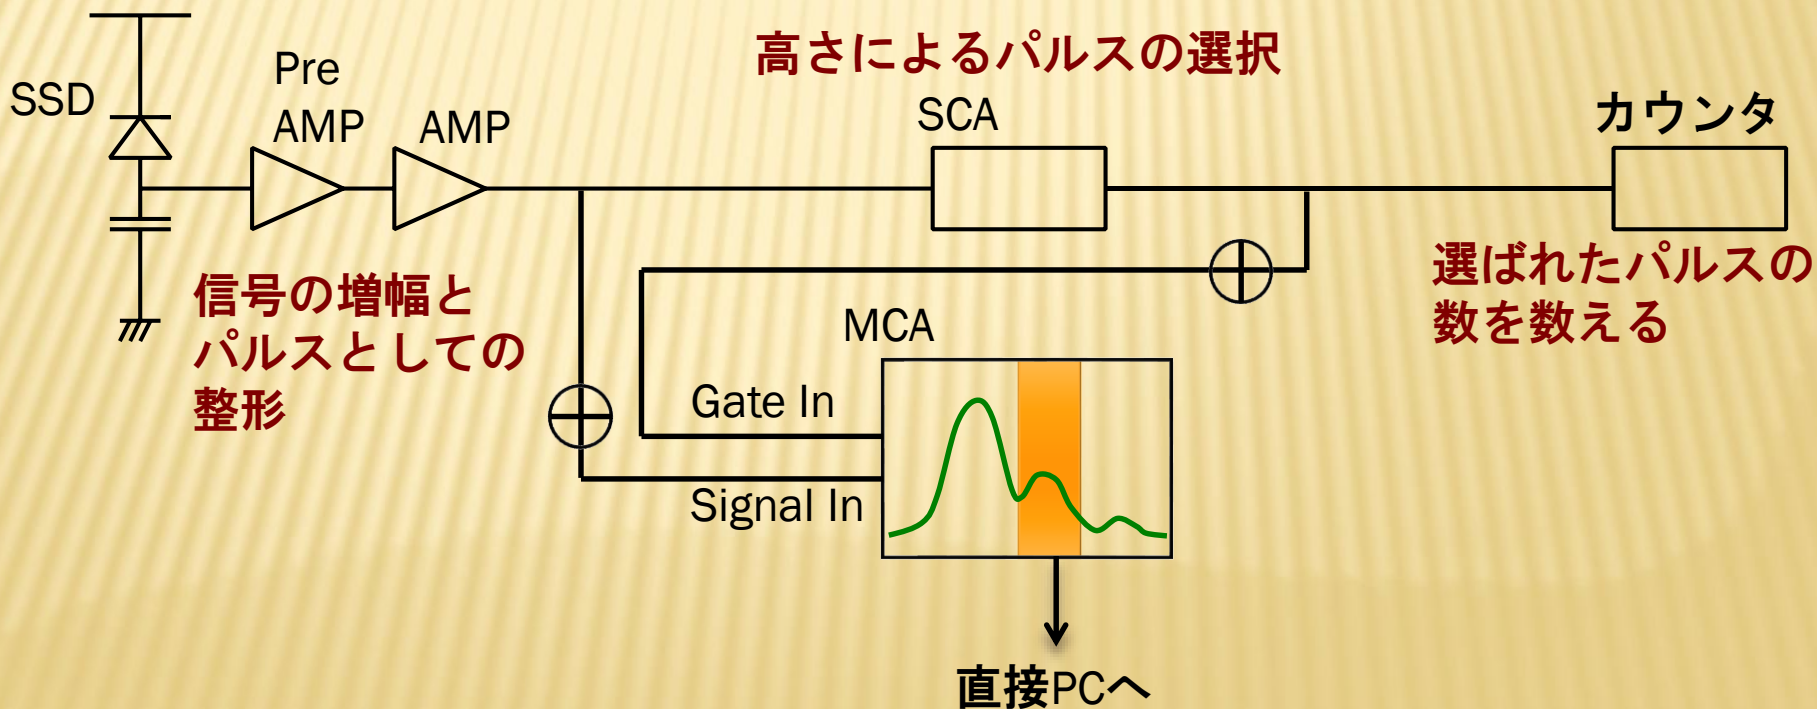 高さによるパルスの選択
SSD
Pre
AMP
AMP
SCA
カウンタ
信号の増幅と
パルスとしての
整形
選ばれたパルスの
数を数える
MCA
Gate In
Signal In
直接PCへ